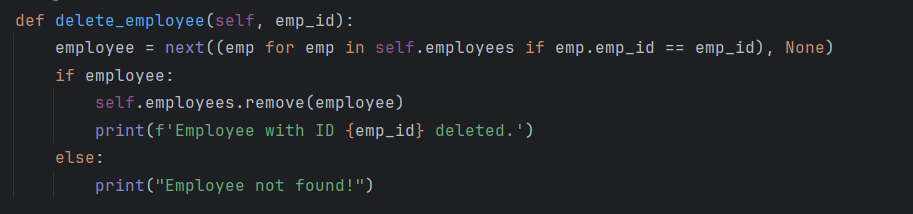 def delete_employee(self, emp_id):
    employee = next((emp for emp in self.employees if emp.emp_id == emp_id), None)
    if employee:
        self.employees.remove(employee)
        print(f'Employee with ID {emp_id} deleted.')
    else:
        print("Employee not found!")